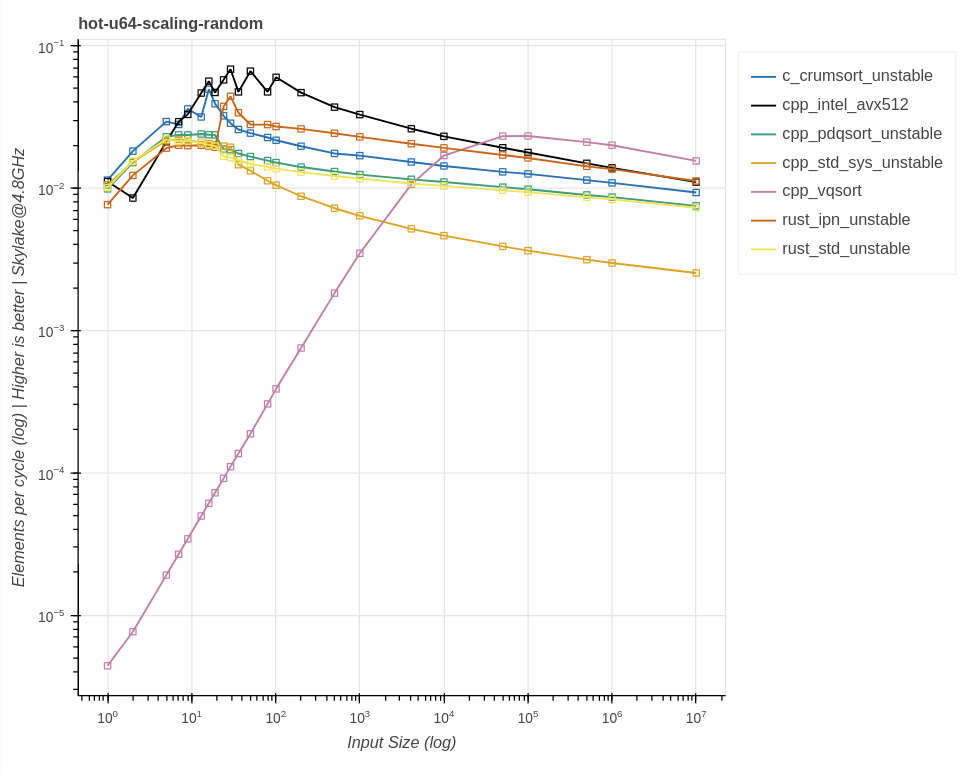 hot-u64-scaling-random
10⁻¹
10⁻²
10⁻³
10⁻⁴
10⁻⁵
Elements per cycle (log) | Higher is better | Skylake@4.8GHz
10⁰ 10¹ 10² 10³ 10⁴ 10⁵ 10⁶ 10⁷
Input Size (log)
c_crumsort_unstable
cpp_intel_avx512
cpp_pdqsort_unstable
cpp_std_sys_unstable
cpp_vqsort
rust_ipn_unstable
rust_std_unstable